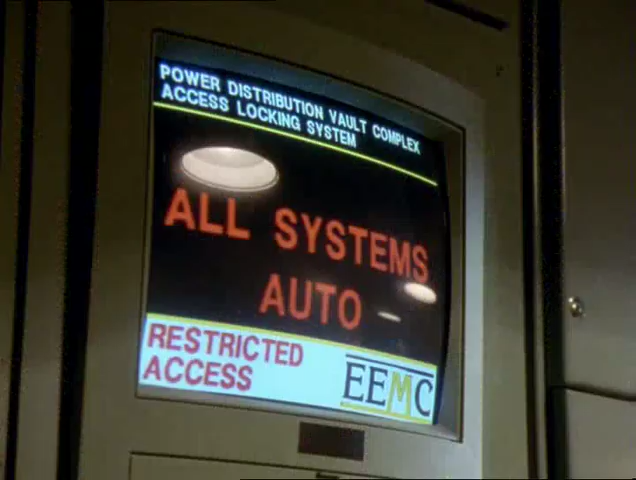 POWER DISTRIBUTION VAULT COMPLEX
ACCESS LOCKING SYSTEM
ALL SYSTEMS
AUTO
RESTRICTED
ACCESS
EEMC